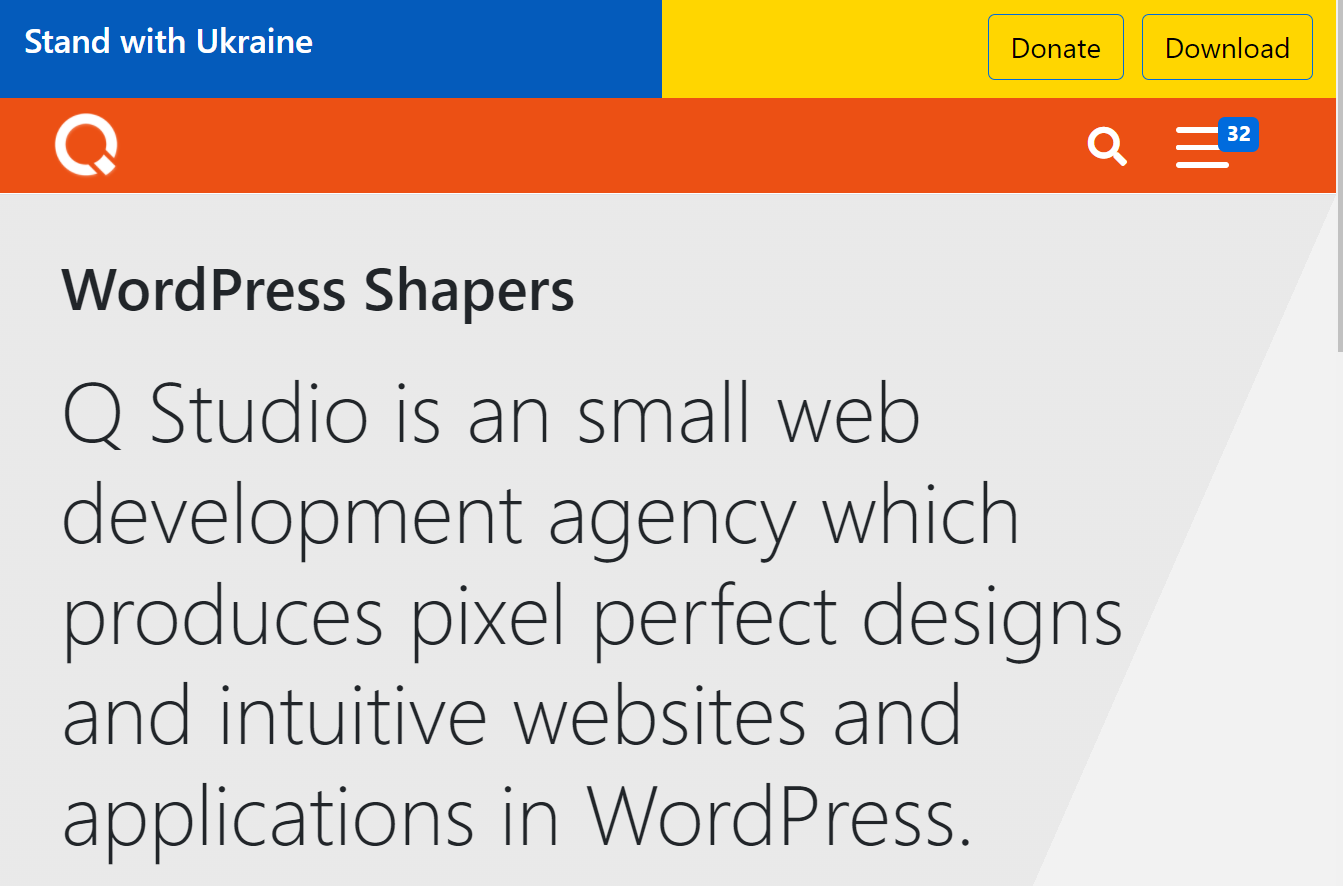 Stand with Ukraine
Donate
Download
32
WordPress Shapers
Q Studio is an small web
development agency which
produces pixel perfect designs
and intuitive websites and
applications in WordPress.